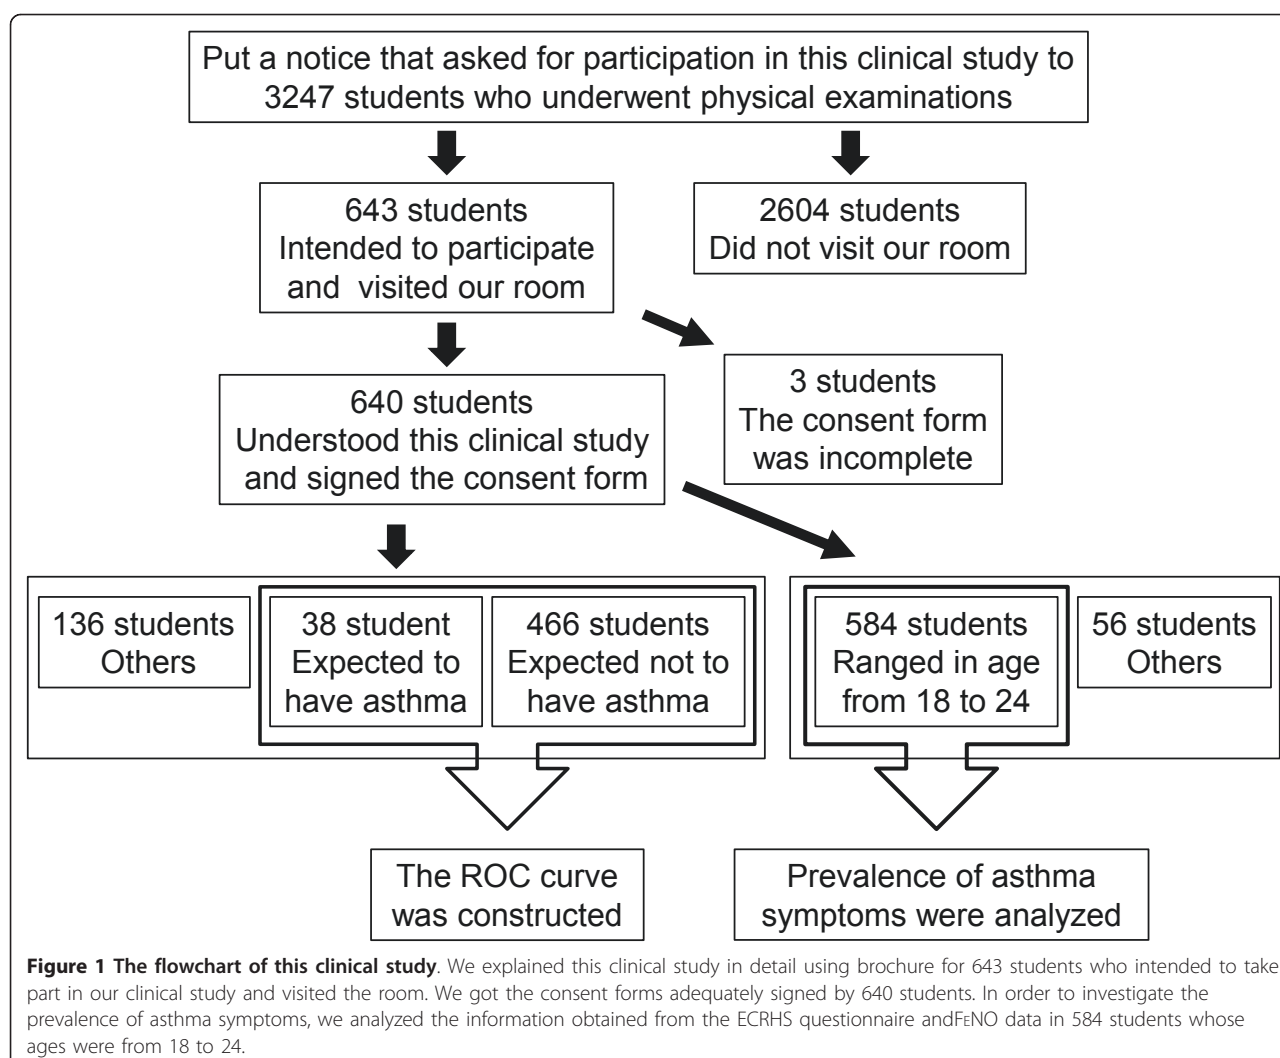 Put a notice that asked for participation in this clinical study to
3247 students who underwent physical examinations
643 students
Intended to participate
and visited our room
2604 students
Did not visit our room
3 students
The consent form
was incomplete
640 students
Understood this clinical study
and signed the consent form
136 students
Others
38 student
Expected to
have asthma
466 students
Expected not to
have asthma
584 students
Ranged in age
from 18 to 24
56 students
Others
The ROC curve
was constructed
Prevalence of asthma
symptoms were analyzed
Figure 1 The flowchart of this clinical study. We explained this clinical study in detail using brochure for 643 students who intended to take
part in our clinical study and visited the room. We got the consent forms adequately signed by 640 students. In order to investigate the
prevalence of asthma symptoms, we analyzed the information obtained from the ECRHS questionnaire andFENO data in 584 students whose
ages were from 18 to 24.